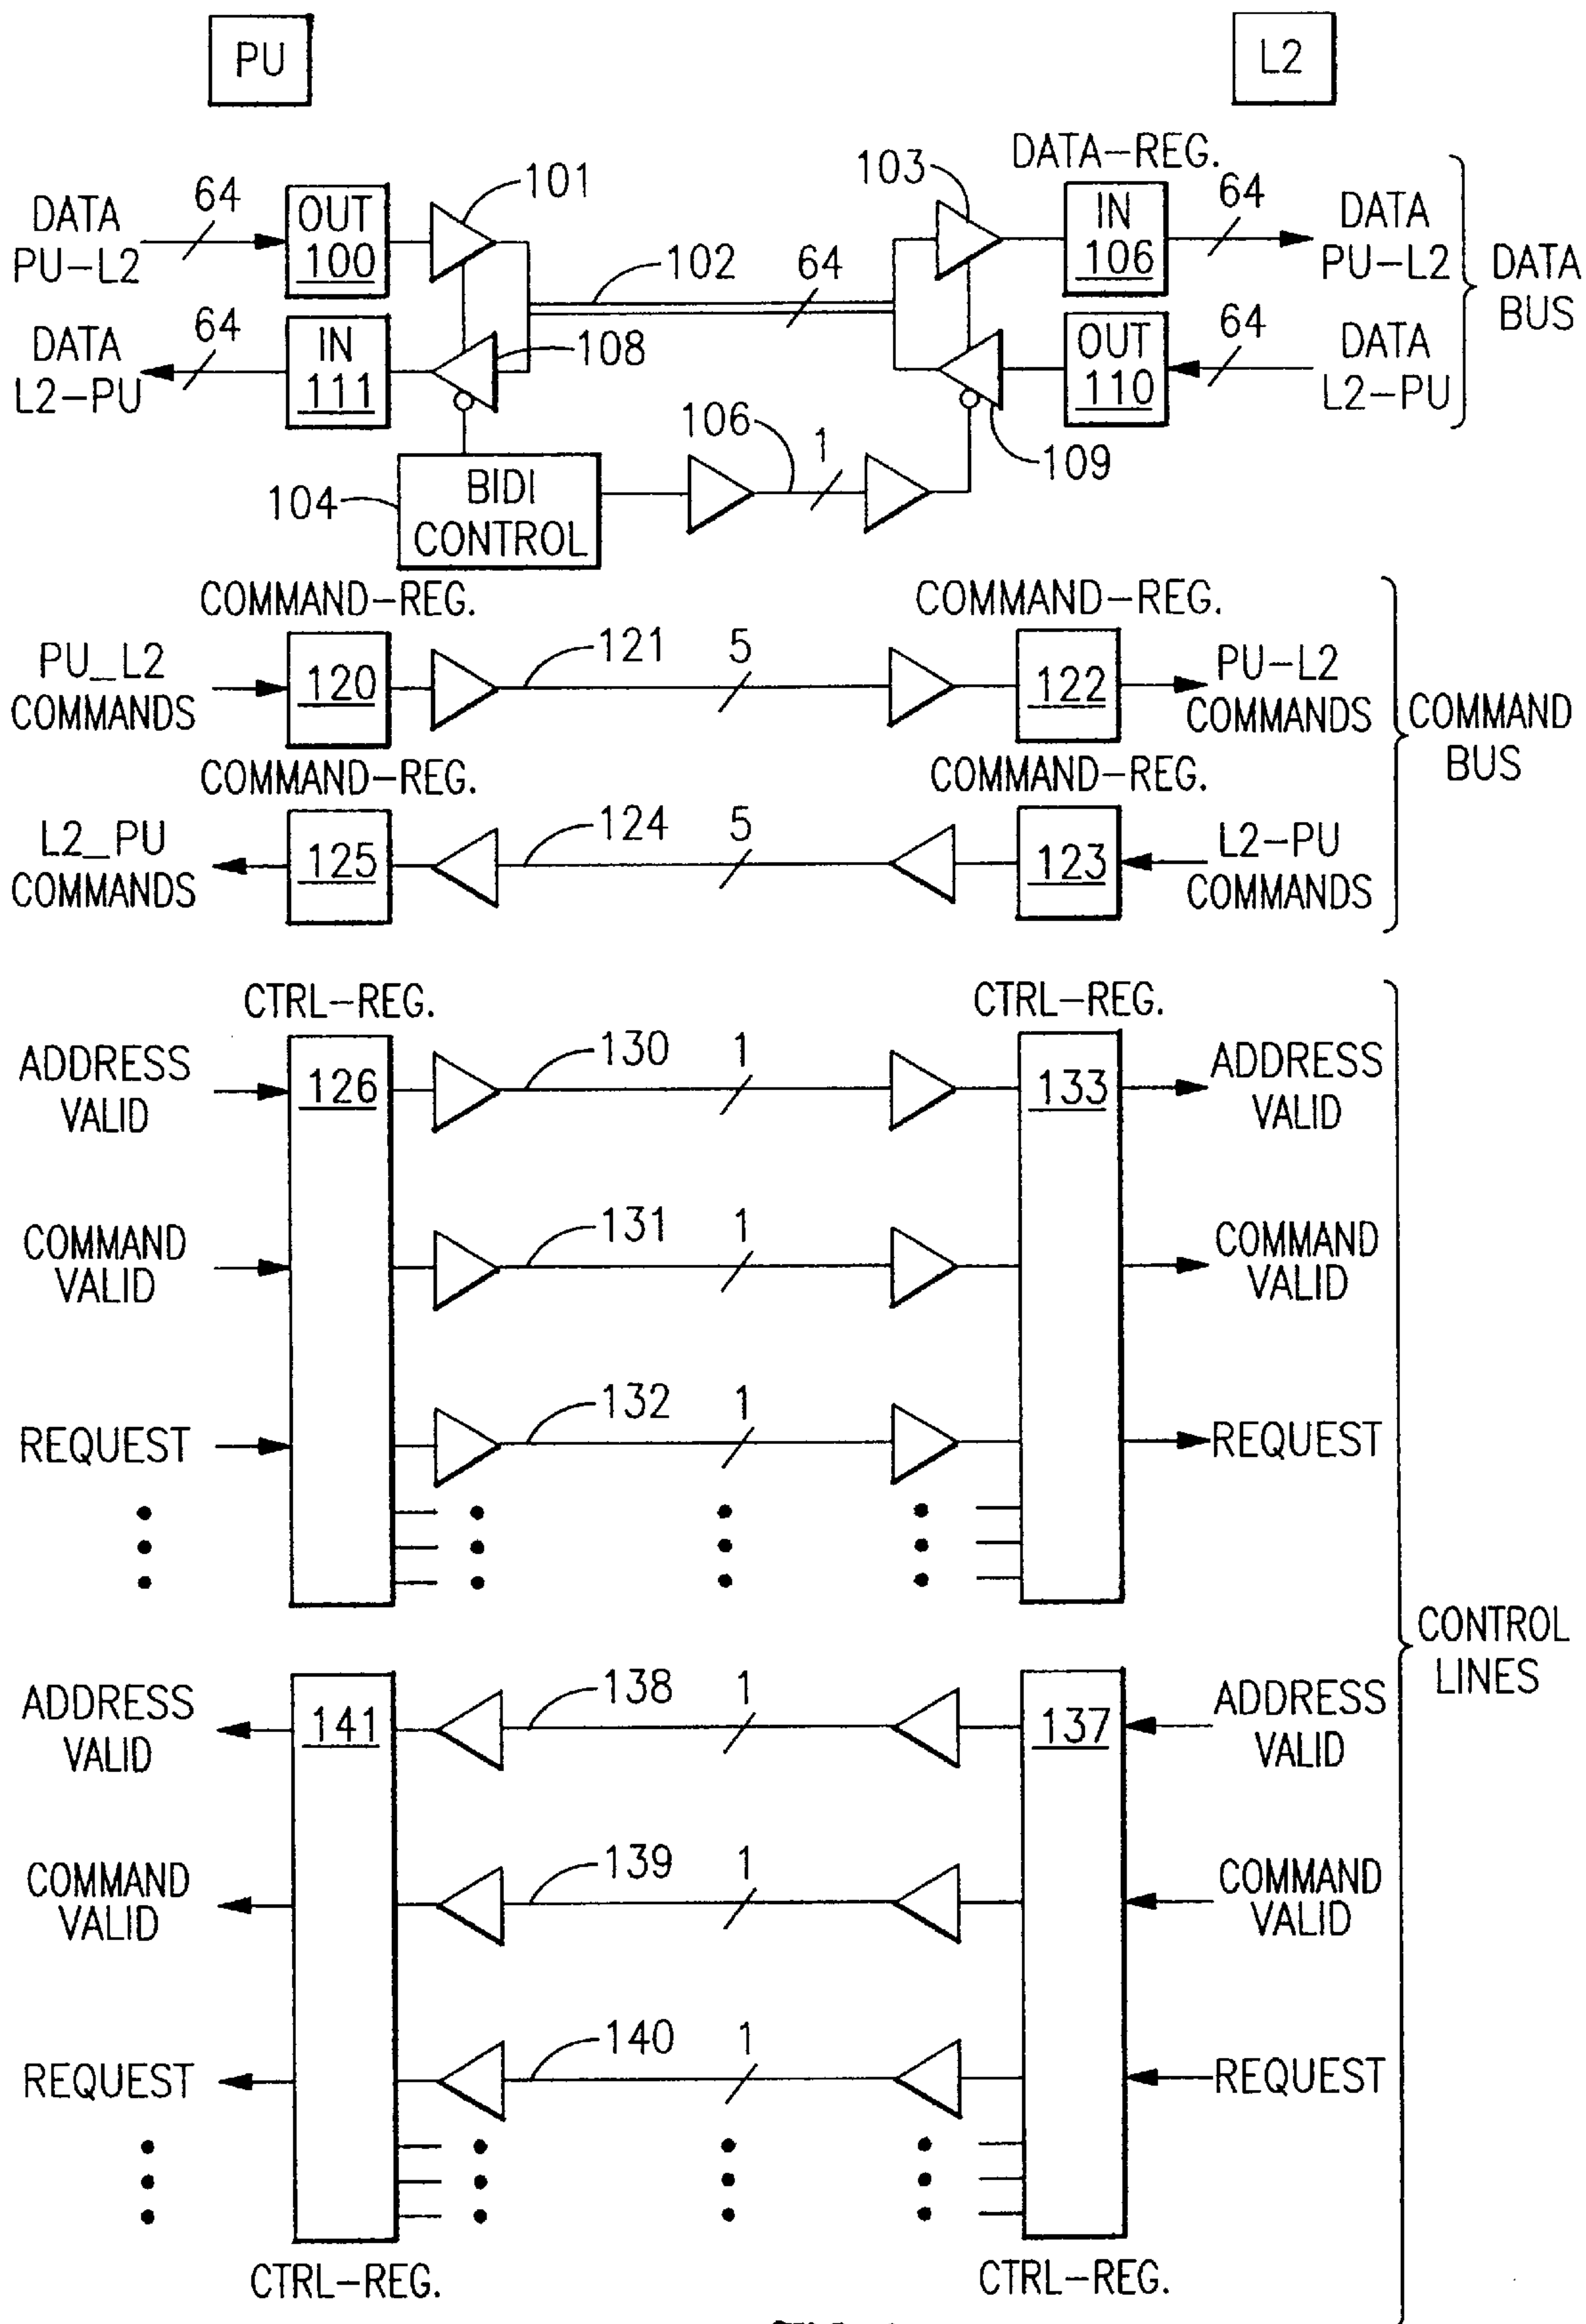 PU
L2
DATA-REG.
101
103
DATA
PU-L2
64
OUT
100
102
64
IN
106
64
DATA
PU-L2
DATA
BUS
DATA
L2-PU
64
IN
111
108
OUT
110
64
DATA
L2-PU
104
BIDI
CONTROL
106
1
109
COMMAND-REG.
COMMAND-REG.
PU_L2
COMMANDS
120
121
5
122
PU-L2
COMMANDS
COMMAND
BUS
COMMAND-REG.
COMMAND-REG.
L2_PU
COMMANDS
125
124
5
123
L2-PU
COMMANDS
CTRL-REG.
CTRL-REG.
ADDRESS
VALID
126
130
1
133
ADDRESS
VALID
COMMAND
VALID
131
1
COMMAND
VALID
REQUEST
132
1
REQUEST
CONTROL
LINES
ADDRESS
VALID
141
138
1
137
ADDRESS
VALID
COMMAND
VALID
139
1
COMMAND
VALID
REQUEST
140
1
REQUEST
CTRL-REG.
CTRL-REG.